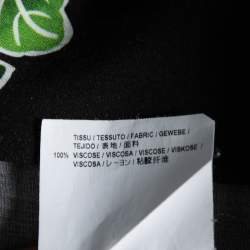 TISSU / TESSUTO / FABRIC / GEWEBE /
TEJIDO / 表地 / 面料
100% VISCOSE / VISCOSA / VISCOSE / VISKOSE /
VISCOSA / レーヨン / 粘胶纤维